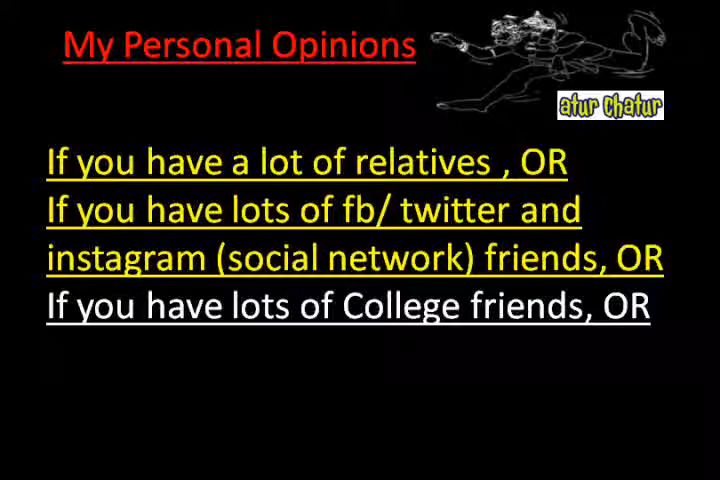 My Personal Opinions
atur chatur
If you have a lot of relatives , OR
If you have lots of fb/ twitter and
instagram (social network) friends, OR
If you have lots of College friends, OR